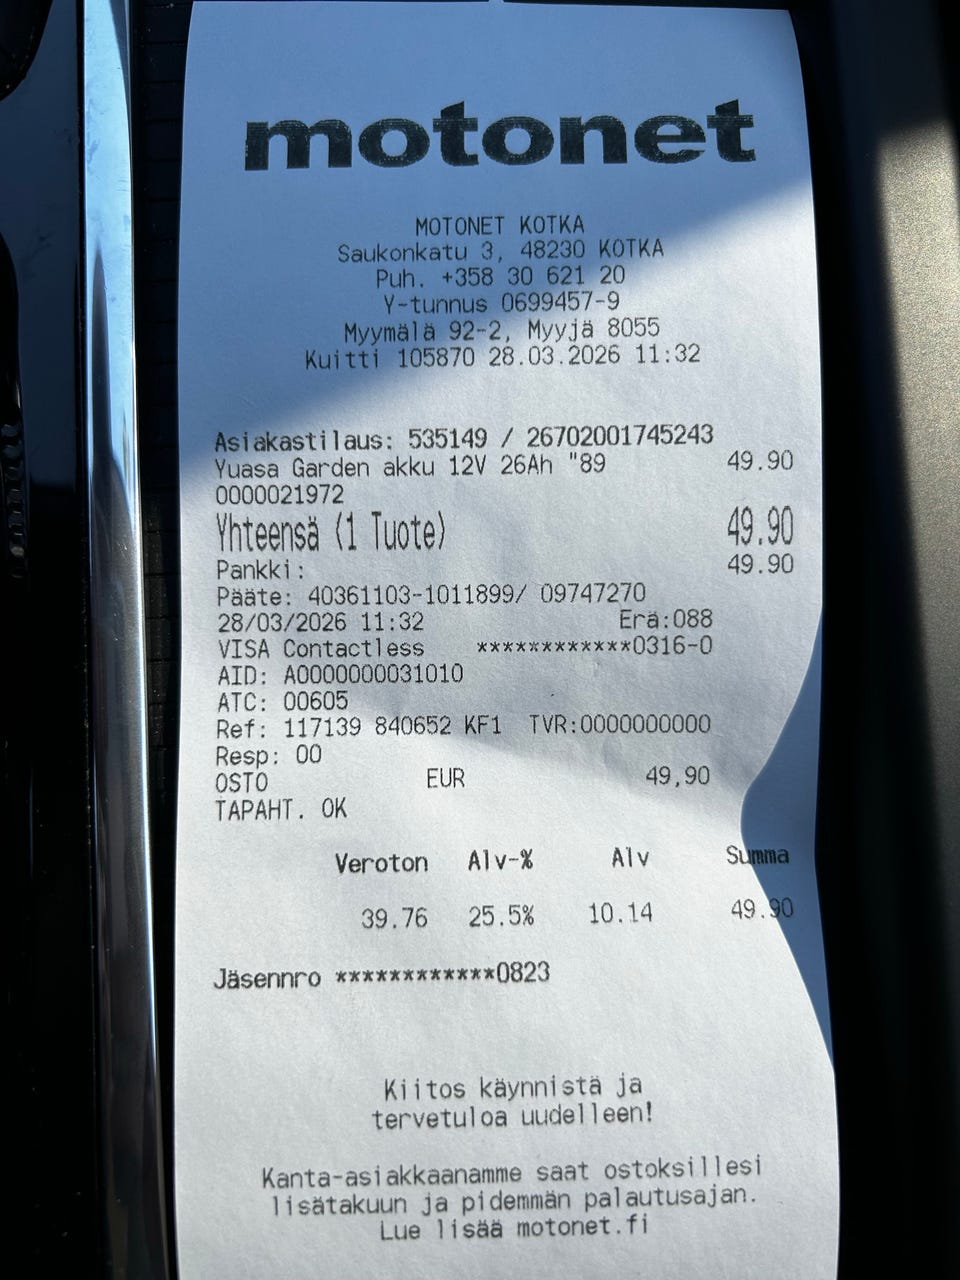 motonet
MOTONET KOTKA
Saukonkatu 3, 48230 KOTKA
Puh. +358 30 621 20
Y-tunnus 0699457-9
Myymälä 92-2, Myyjä 8055
Kuitti 105870 28.03.2026 11:32
Asiakastilaus: 535149 / 26702001745243
Yuasa Garden akku 12V 26Ah "89 49.90
0000021972
Yhteensä (1 Tuote) 49.90
Pankki: 49.90
Pääte: 40361103-1011899/ 09747270
28/03/2026 11:32 Erä:088
VISA Contactless ************0316-0
AID: A0000000031010
ATC: 00605
Ref: 117139 840652 KF1 TVR:0000000000
Resp: 00
OSTO EUR 49,90
TAPAHT. OK
Veroton Alv-% Alv Summa
39.76 25.5% 10.14 49.90
Jäsennro ************0823
Kiitos käynnistä ja
tervetuloa uudelleen!
Kanta-asiakkaanamme saat ostoksillesi
lisätakuun ja pidemmän palautusajan.
Lue lisää motonet.fi